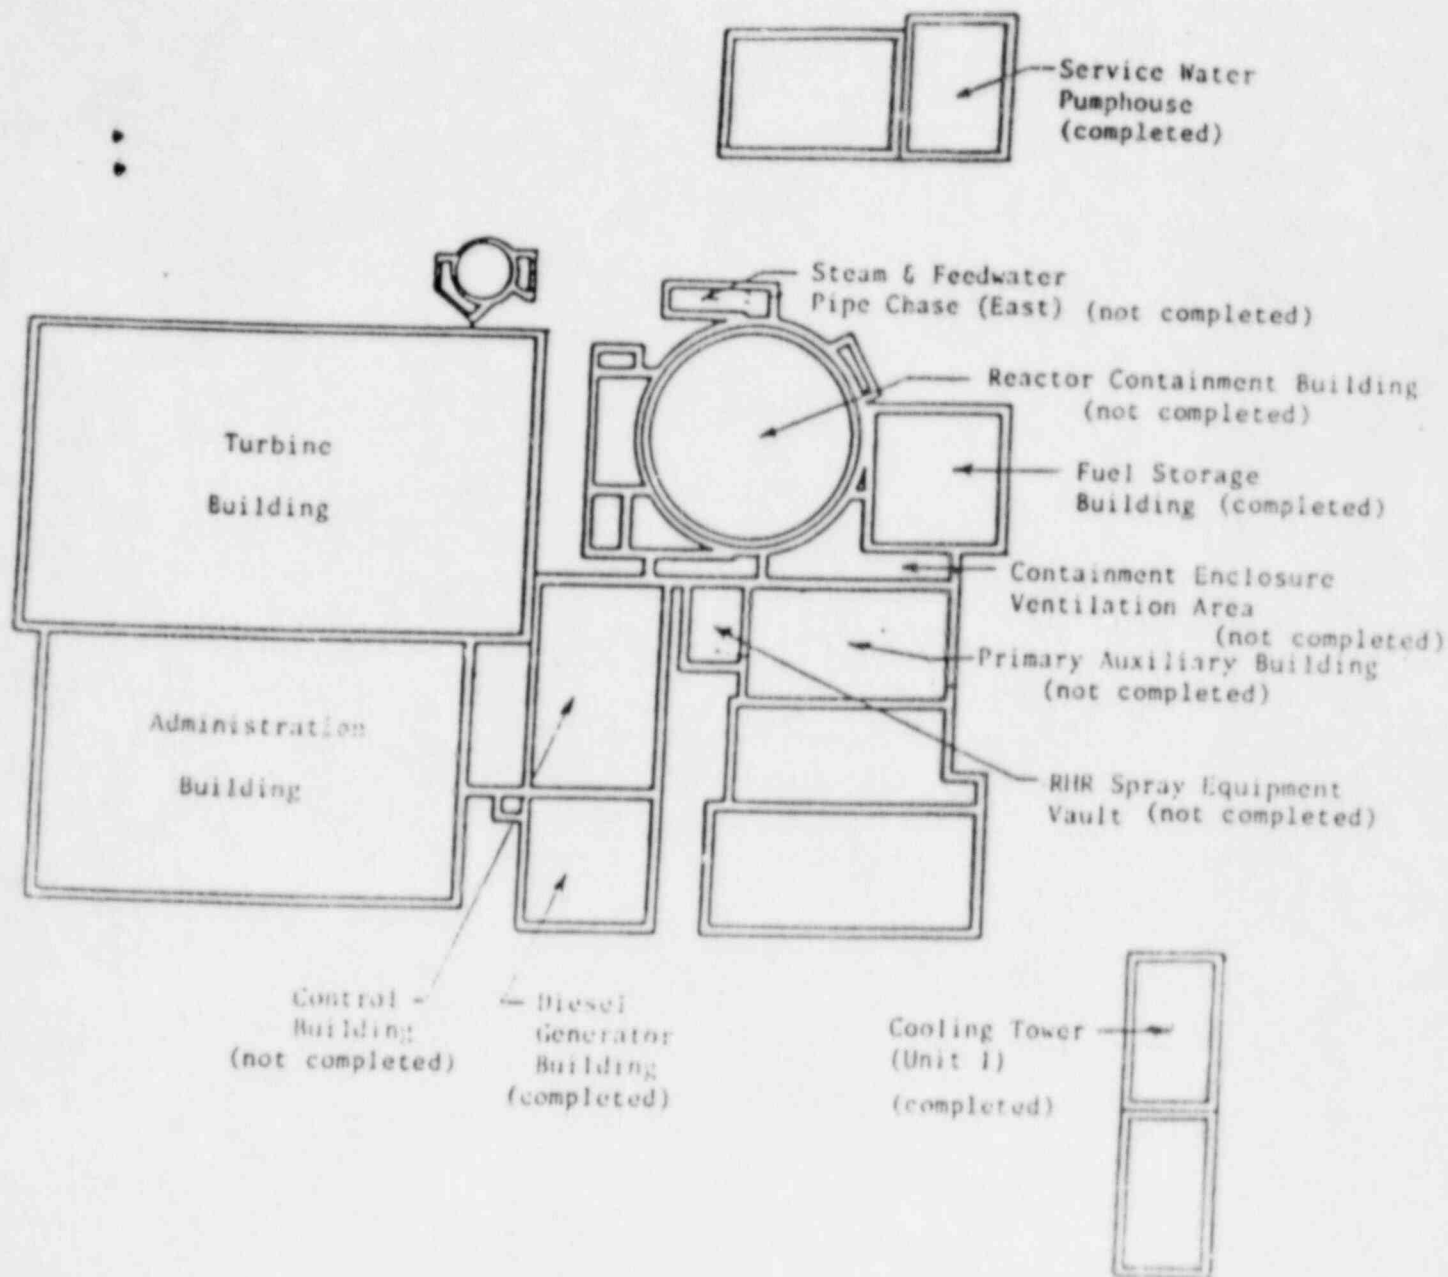 Service Water
Pumphouse
(completed)
Steam & Feedwater
Pipe Chase (East) (not completed)
Reactor Containment Building
(not completed)
Turbine
Building
Fuel Storage
Building (completed)
Containment Enclosure
Ventilation Area
(not completed)
Primary Auxiliary Building
(not completed)
Administration
Building
RHR Spray Equipment
Vault (not completed)
Control
Building
(not completed)
Diesel
Generator
Building
(completed)
Cooling Tower
(Unit 1)
(completed)